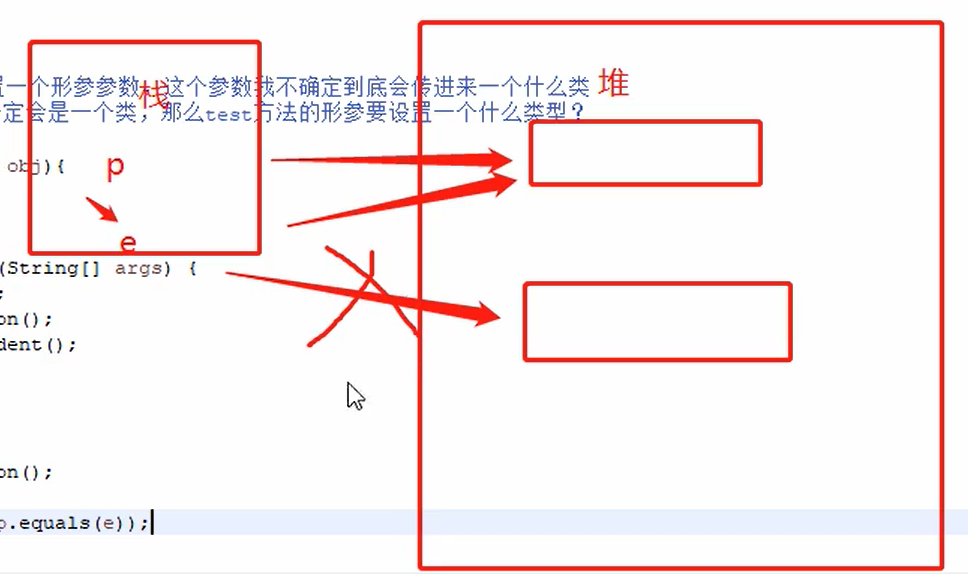 置一个形参参数,这个参数我不确定到底会传进来一个什么类
定会是一个类，那么test方法的形参要设置一个什么类型？
栈
堆
obj){
p
e
(String[] args) {
;
on();
dent();
on();
p.equals(e));